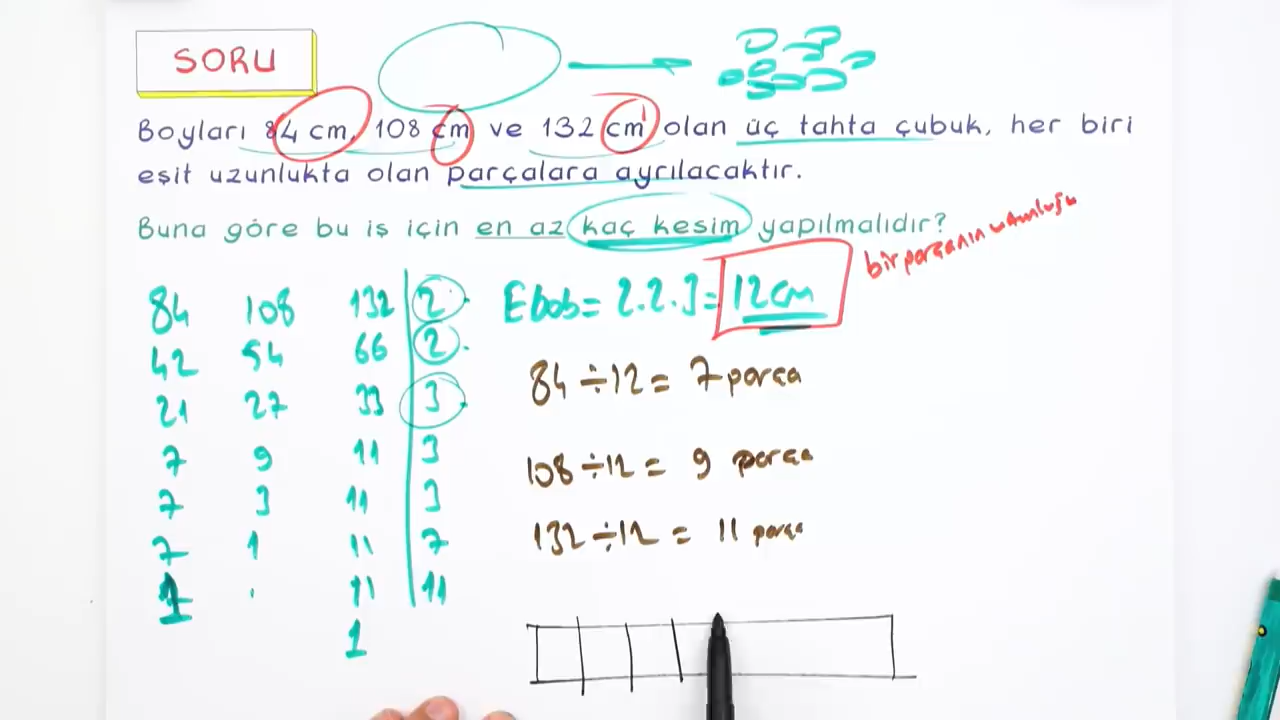 SORU
Boyları 84 cm, 108 cm ve 132 cm olan üç tahta çubuk, her biri
eşit uzunlukta olan parçalara ayrılacaktır.
Buna göre bu iş için en az kaç kesim yapılmalıdır?
bir parçanın uzunluğu
84 108 132 2
42 54 66 2
21 27 33 3
7 9 11 3
7 3 11 3
7 1 11 7
1 11 11
1
Ebob = 2.2.3 = 12 cm
84 ÷ 12 = 7 parça
108 ÷ 12 = 9 parça
132 ÷ 12 = 11 parça